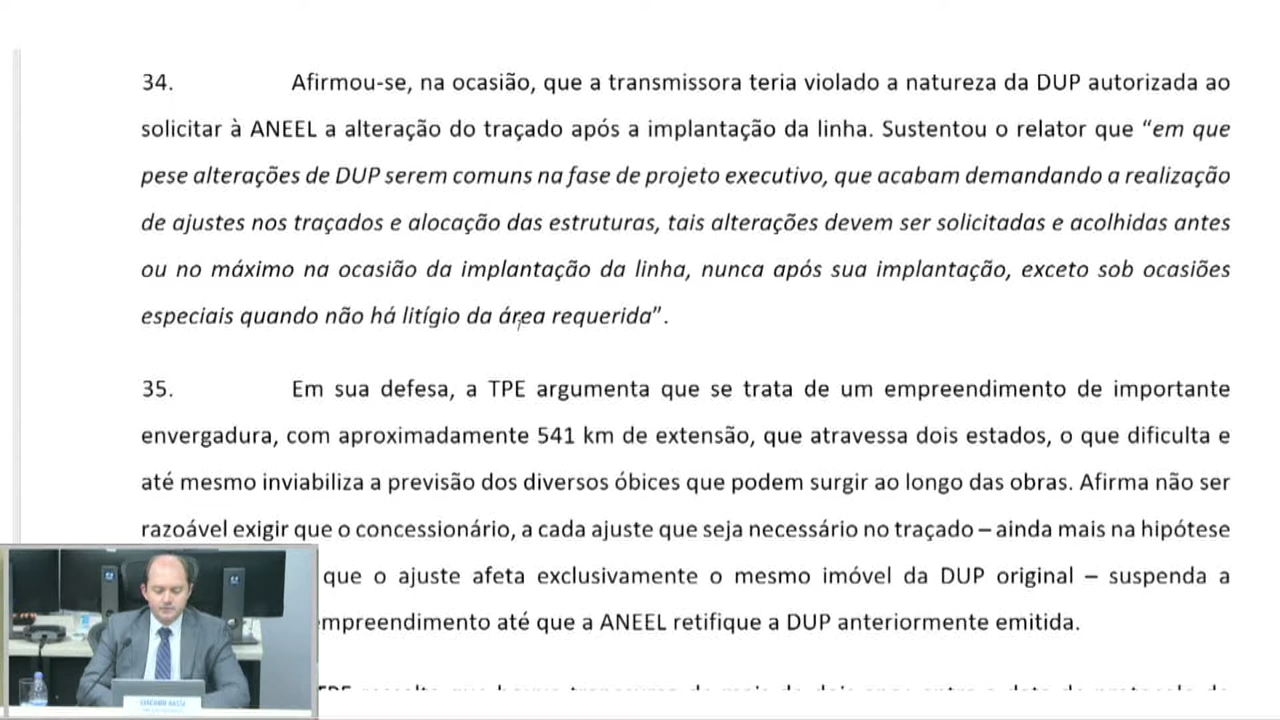 34. Afirmou-se, na ocasião, que a transmissora teria violado a natureza da DUP autorizada ao
solicitar à ANEEL a alteração do traçado após a implantação da linha. Sustentou o relator que “em que
pese alterações de DUP serem comuns na fase de projeto executivo, que acabam demandando a realização
de ajustes nos traçados e alocação das estruturas, tais alterações devem ser solicitadas e acolhidas antes
ou no máximo na ocasião da implantação da linha, nunca após sua implantação, exceto sob ocasiões
especiais quando não há litígio da área requerida”.
35. Em sua defesa, a TPE argumenta que se trata de um empreendimento de importante
envergadura, com aproximadamente 541 km de extensão, que atravessa dois estados, o que dificulta e
até mesmo inviabiliza a previsão dos diversos óbices que podem surgir ao longo das obras. Afirma não ser
razoável exigir que o concessionário, a cada ajuste que seja necessário no traçado – ainda mais na hipótese
que o ajuste afeta exclusivamente o mesmo imóvel da DUP original – suspenda a
mpreendimento até que a ANEEL retifique a DUP anteriormente emitida.